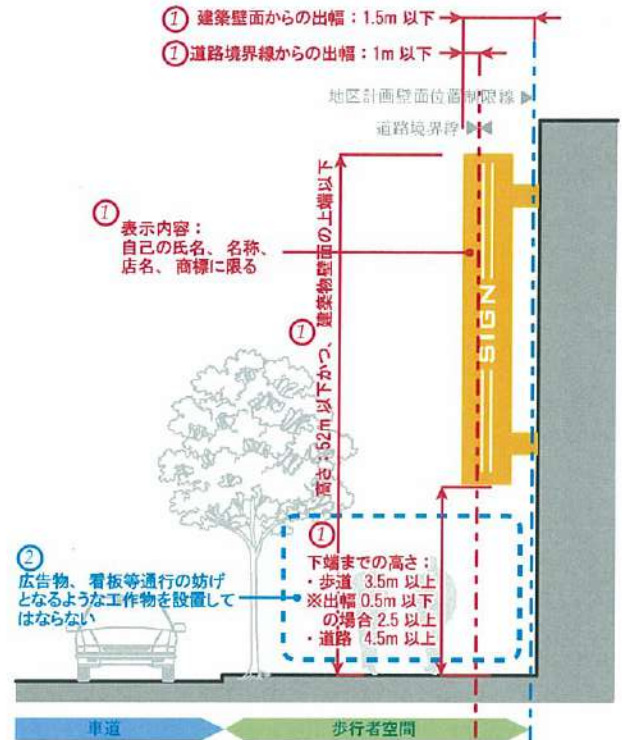 ① 建築壁面からの出幅：1.5m 以下
① 道路境界線からの出幅：1m 以下
地区計画壁面位置制限線
道路境界線
① 表示内容：
自己の氏名、名称、
店名、商標に限る
① 高さ：52m 以下かつ、建築物壁面の上端以下
SIGN
① 下端までの高さ：
・歩道 3.5m 以上
※出幅 0.5m 以下
の場合 2.5 以上
・道路 4.5m 以上
② 広告物、看板等通行の妨げ
となるような工作物を設置して
はならない
車道
歩行者空間